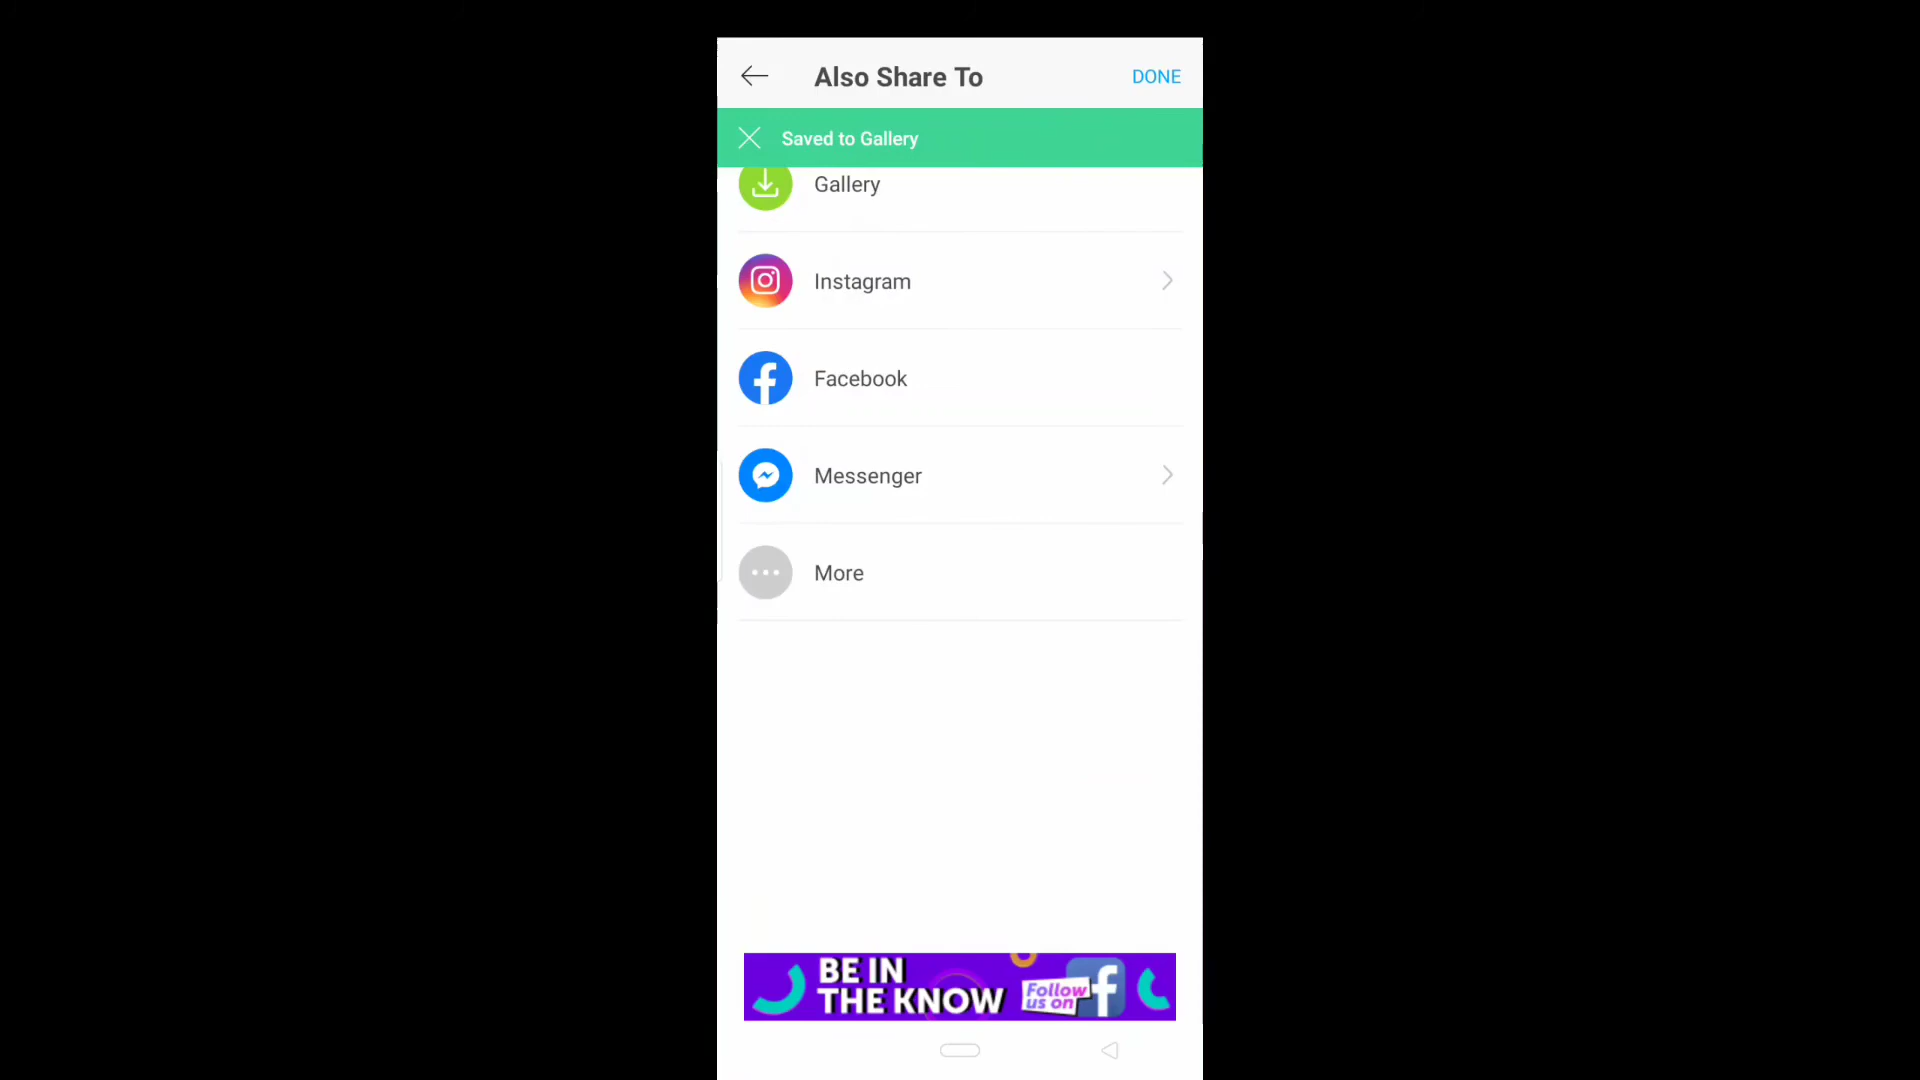 Also Share To
DONE
Saved to Gallery
Gallery
Instagram
Facebook
Messenger
More
BE IN
THE KNOW
Follow
us on